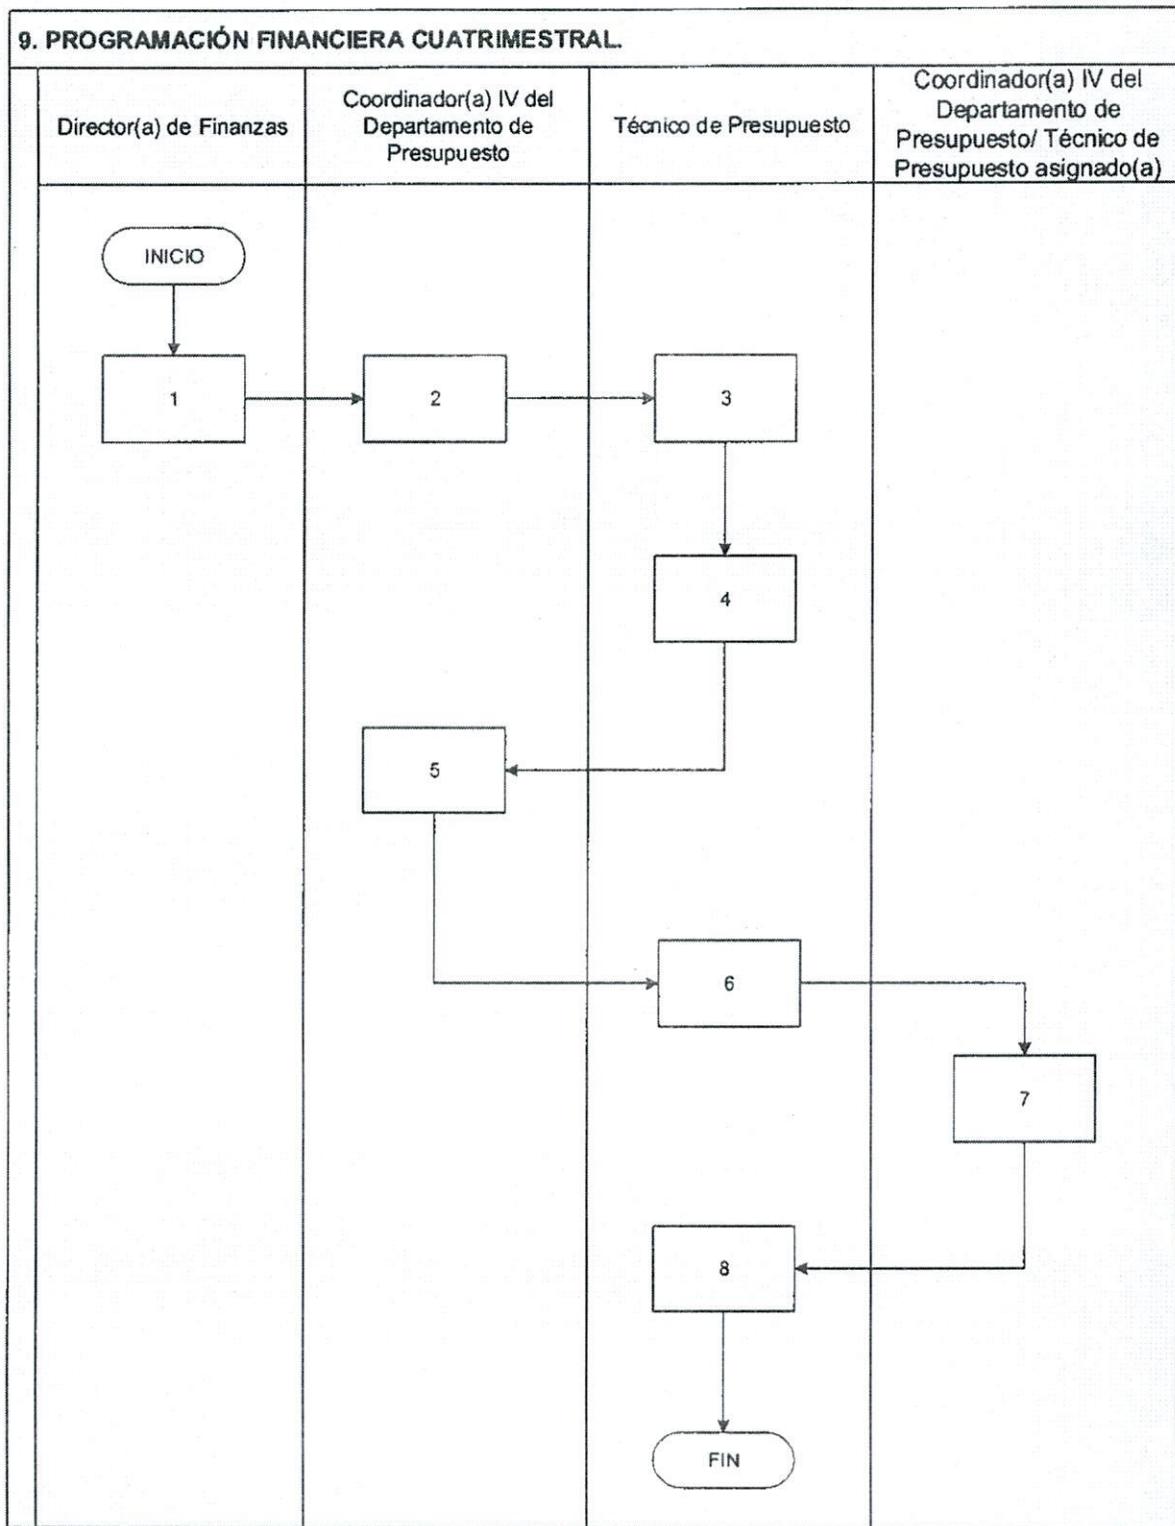 9. PROGRAMACIÓN FINANCIERA CUATRIMESTRAL.
Director(a) de Finanzas
Coordinador(a) IV del
Departamento de
Presupuesto
Técnico de Presupuesto
Coordinador(a) IV del
Departamento de
Presupuesto/ Técnico de
Presupuesto asignado(a)
INICIO
1
2
3
4
5
6
7
8
FIN